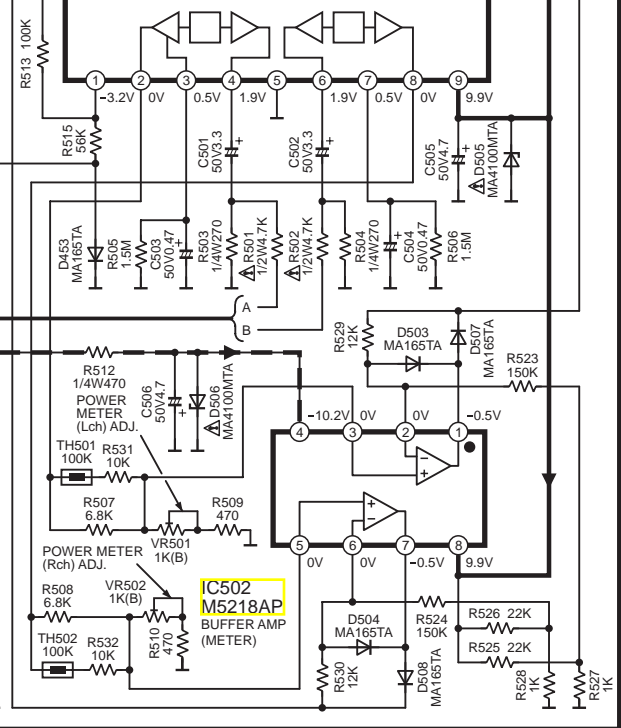 R513 100K
1
2
3
4
5
6
7
8
9
−3.2V
0V
0.5V
1.9V
1.9V
0.5V
0V
9.9V
R515
56K
C501
50V3.3
+
C502
50V3.3
+
C505
50V4.7
+
D505
MA4100MTA
D453
MA165TA
R505
1.5M
C503
50V0.47
+
R503
1/4W270
R501
1/2W4.7K
R502
1/2W4.7K
R504
1/4W270
+
C504
50V0.47
R506
1.5M
A
B
R529
12K
D503
MA165TA
D507
MA165TA
R523
150K
R512
1/4W470
C506
50V4.7
+
D506
MA4100MTA
POWER
METER
(Lch) ADJ.
−10.2V
0V
0V
−0.5V
4
3
2
1
TH501
100K
R531
10K
−
+
+
−
R507
6.8K
VR501
1K(B)
R509
470
5
6
7
8
0V
0V
−0.5V
9.9V
POWER METER
(Rch) ADJ.
R508
6.8K
VR502
1K(B)
IC502
M5218AP
BUFFER AMP
(METER)
R510
470
TH502
100K
R532
10K
D504
MA165TA
R524
150K
R526 22K
R525 22K
R530
12K
D508
MA165TA
R528
1K
R527
1K